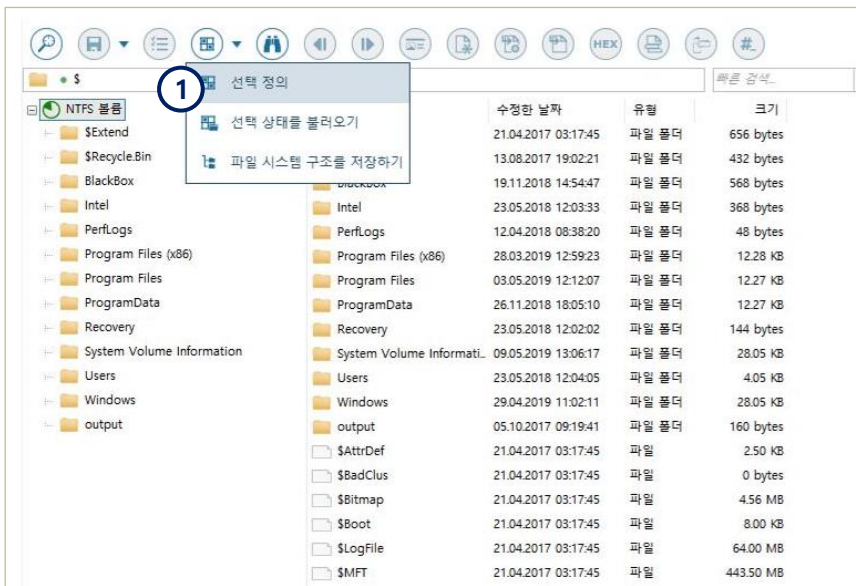 HEX
#_
$
빠른 검색...
1
선택 정의
선택 상태를 불러오기
파일 시스템 구조를 저장하기
수정한 날짜 유형 크기
NTFS 볼륨
$Extend 21.04.2017 03:17:45 파일 폴더 656 bytes
$Recycle.Bin 13.08.2017 19:02:21 파일 폴더 432 bytes
BlackBox BlackBox 19.11.2018 14:54:47 파일 폴더 568 bytes
Intel Intel 23.05.2018 12:03:33 파일 폴더 368 bytes
PerfLogs PerfLogs 12.04.2018 08:38:20 파일 폴더 48 bytes
Program Files (x86) Program Files (x86) 28.03.2019 12:59:23 파일 폴더 12.28 KB
Program Files Program Files 03.05.2019 12:12:07 파일 폴더 12.27 KB
ProgramData ProgramData 26.11.2018 18:05:10 파일 폴더 12.27 KB
Recovery Recovery 23.05.2018 12:02:02 파일 폴더 144 bytes
System Volume Information System Volume Informati... 09.05.2019 13:06:17 파일 폴더 28.05 KB
Users Users 23.05.2018 12:04:05 파일 폴더 4.05 KB
Windows Windows 29.04.2019 11:02:11 파일 폴더 28.05 KB
output output 05.10.2017 09:19:41 파일 폴더 160 bytes
$AttrDef 21.04.2017 03:17:45 파일 2.50 KB
$BadClus 21.04.2017 03:17:45 파일 0 bytes
$Bitmap 21.04.2017 03:17:45 파일 4.56 MB
$Boot 21.04.2017 03:17:45 파일 8.00 KB
$LogFile 21.04.2017 03:17:45 파일 64.00 MB
$MFT 21.04.2017 03:17:45 파일 443.50 MB